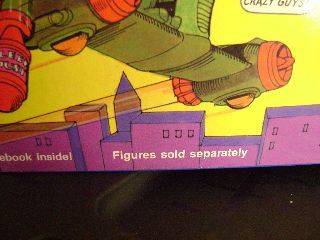 CRAZY GUYS
ebook inside!
Figures sold separately